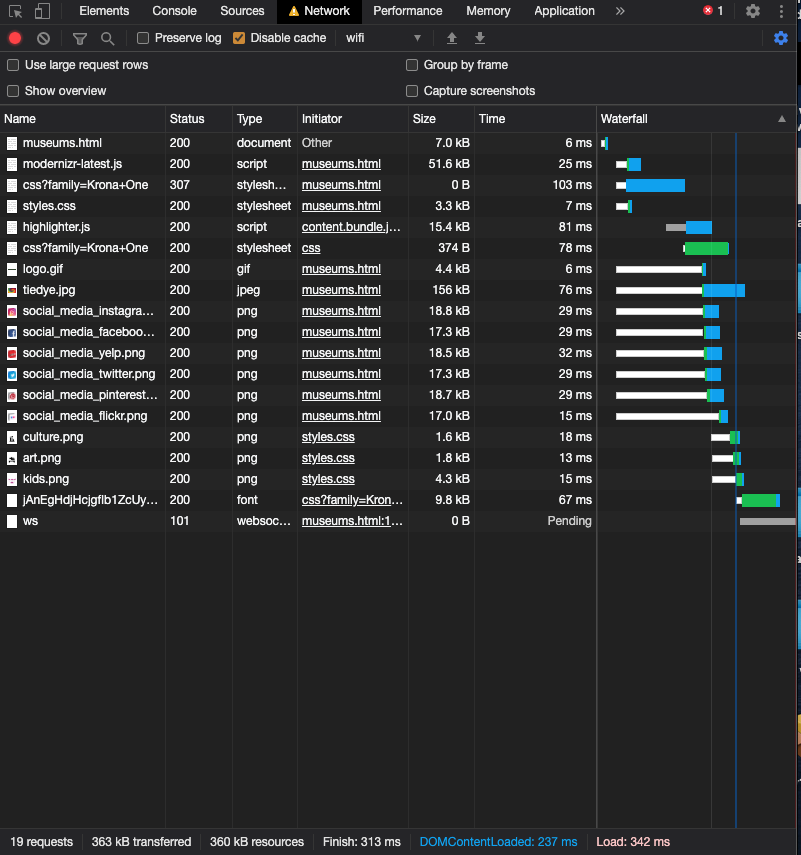 Elements Console Sources Network Performance Memory Application » 1
Preserve log Disable cache wifi
Use large request rows Group by frame
Show overview Capture screenshots
Name Status Type Initiator Size Time Waterfall
museums.html 200 document Other 7.0 kB 6 ms
modernizr-latest.js 200 script museums.html 51.6 kB 25 ms
css?family=Krona+One 307 stylesh... museums.html 0 B 103 ms
styles.css 200 stylesheet museums.html 3.3 kB 7 ms
highlighter.js 200 script content.bundle.j... 15.4 kB 81 ms
css?family=Krona+One 200 stylesheet css 374 B 78 ms
logo.gif 200 gif museums.html 4.4 kB 6 ms
tiedye.jpg 200 jpeg museums.html 156 kB 76 ms
social_media_instagra... 200 png museums.html 18.8 kB 29 ms
social_media_faceboo... 200 png museums.html 17.3 kB 29 ms
social_media_yelp.png 200 png museums.html 18.5 kB 32 ms
social_media_twitter.png 200 png museums.html 17.3 kB 29 ms
social_media_pinterest... 200 png museums.html 18.7 kB 29 ms
social_media_flickr.png 200 png museums.html 17.0 kB 15 ms
culture.png 200 png styles.css 1.6 kB 18 ms
art.png 200 png styles.css 1.8 kB 13 ms
kids.png 200 png styles.css 4.3 kB 15 ms
jAnEgHdjHcjgflb1ZcUy... 200 font css?family=Kron... 9.8 kB 67 ms
ws 101 websoc... museums.html:1... 0 B Pending
19 requests 363 kB transferred 360 kB resources Finish: 313 ms DOMContentLoaded: 237 ms Load: 342 ms